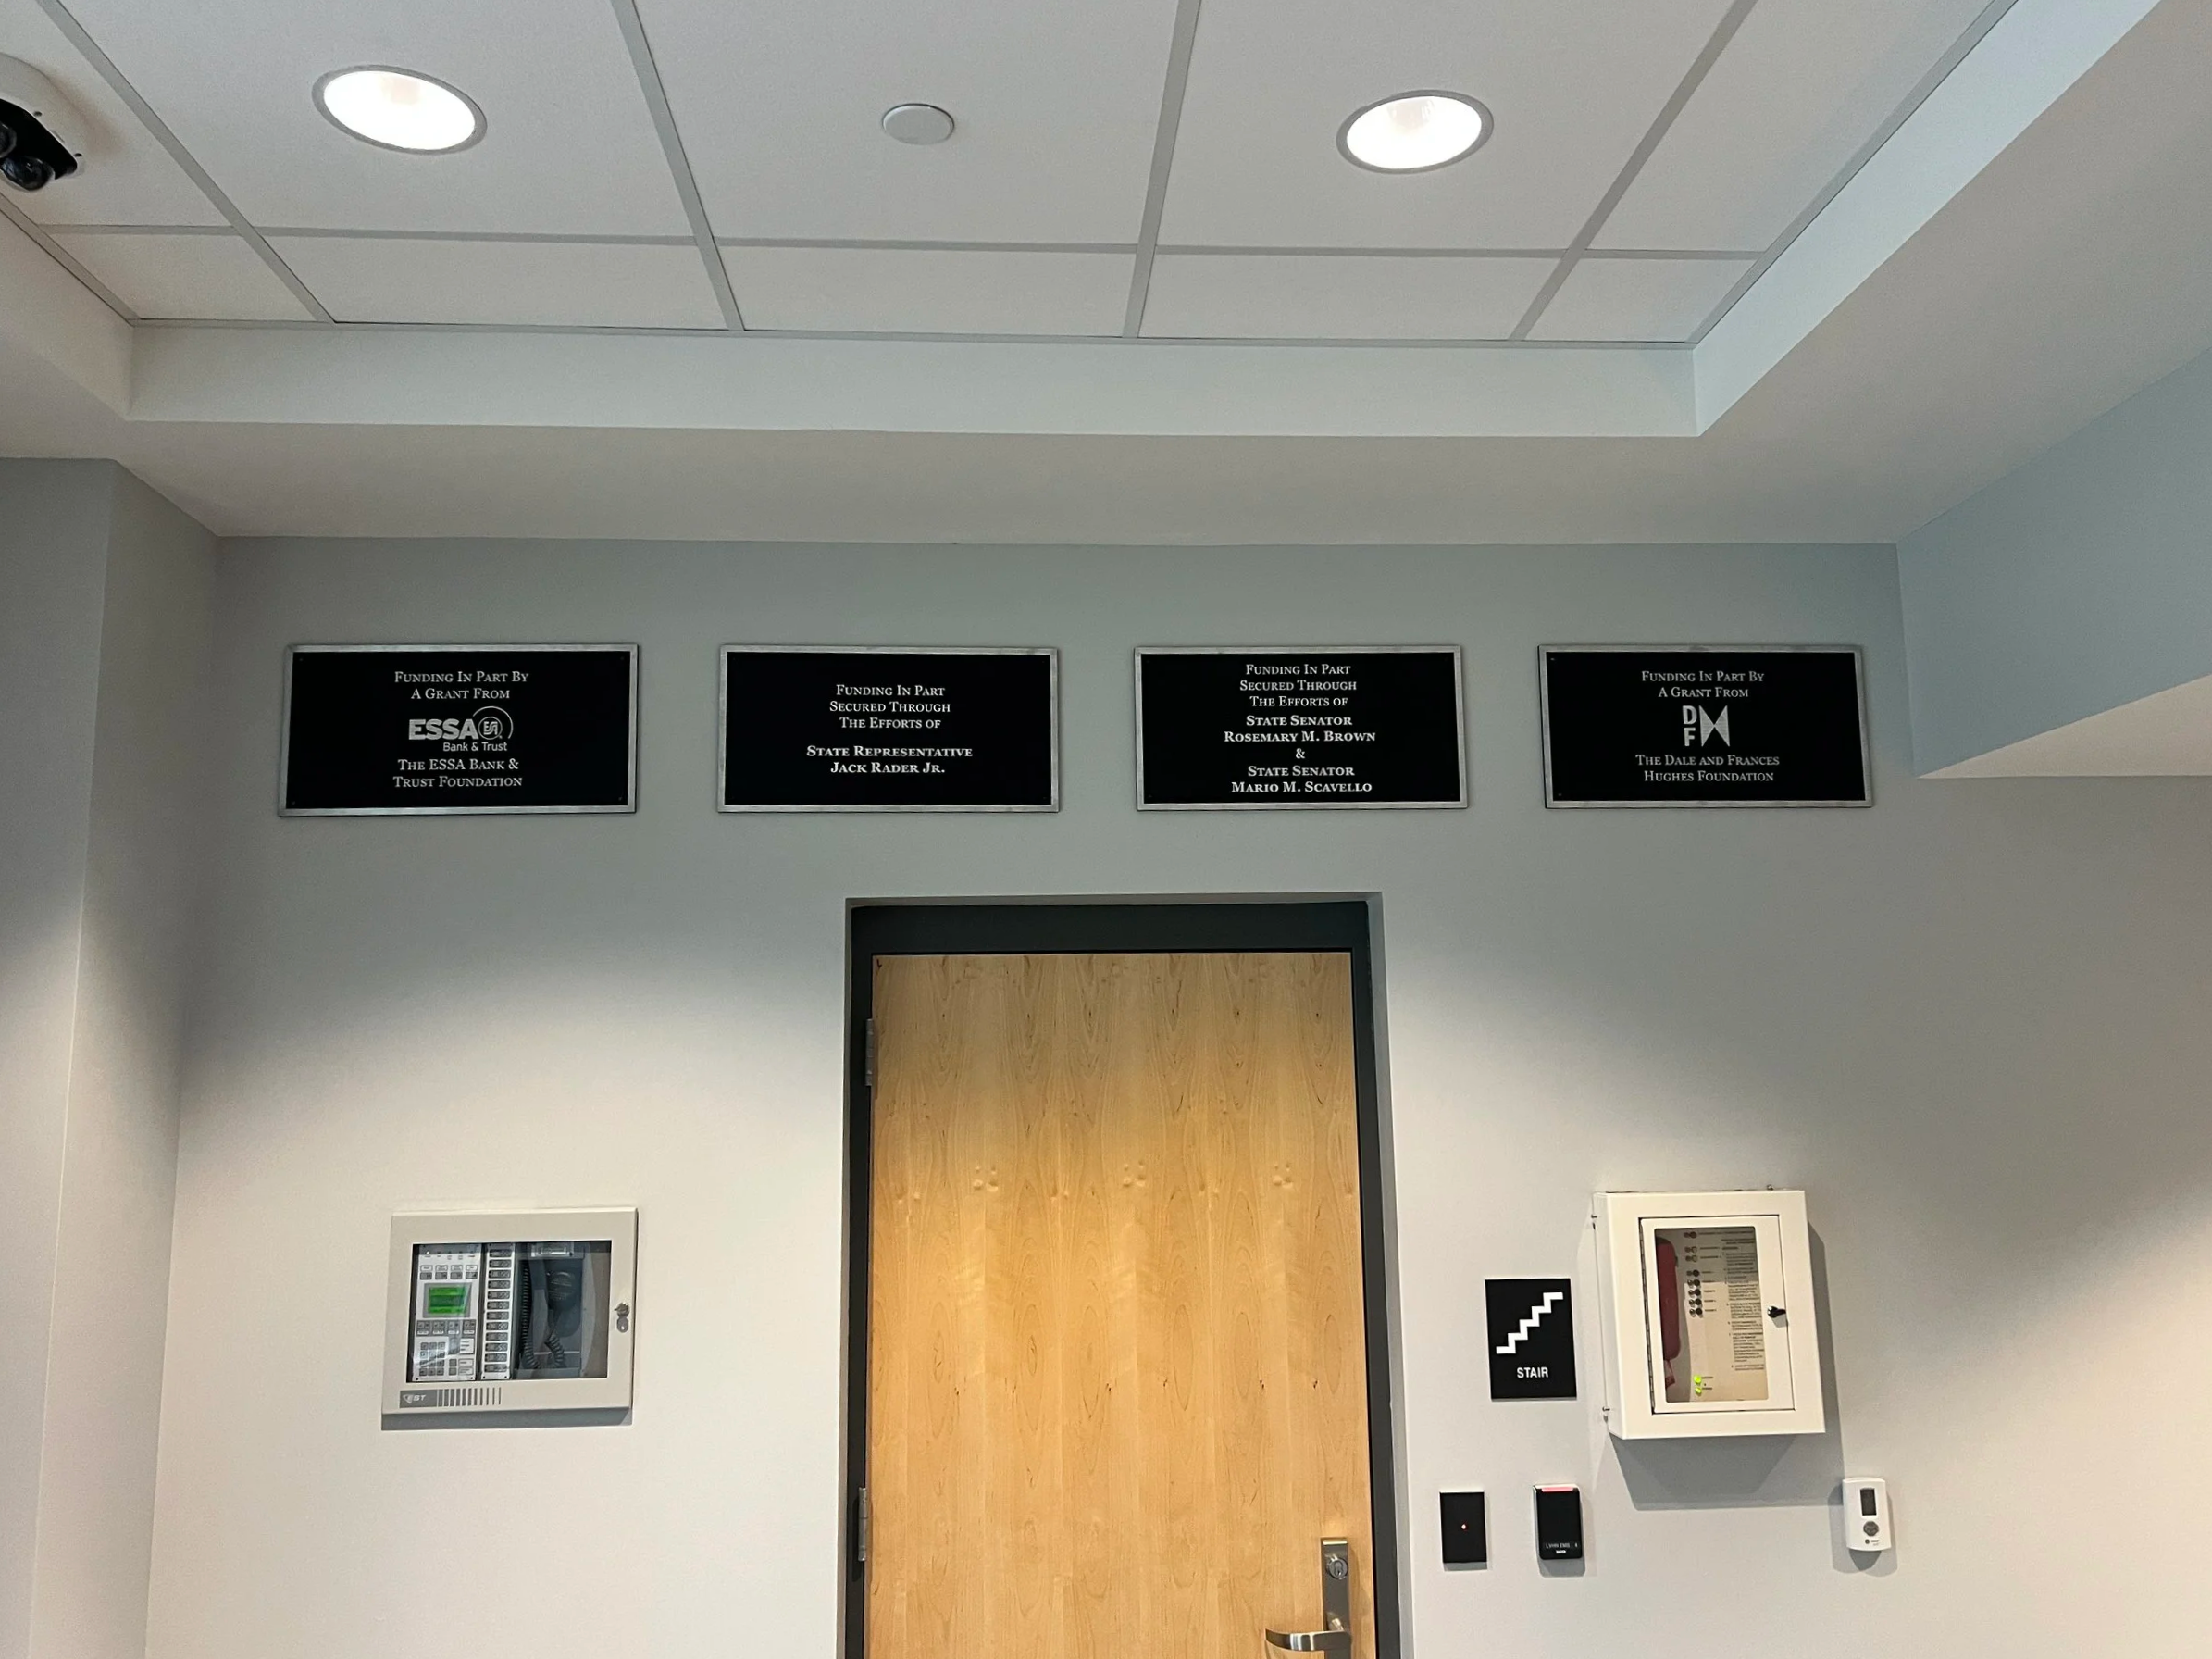 FUNDING IN PART BY
A GRANT FROM
ESSA
Bank & Trust
THE ESSA BANK &
TRUST FOUNDATION
FUNDING IN PART
SECURED THROUGH
THE EFFORTS OF
STATE REPRESENTATIVE
JACK RADER JR.
FUNDING IN PART
SECURED THROUGH
THE EFFORTS OF
STATE SENATOR
ROSEMARY M. BROWN
&
STATE SENATOR
MARIO M. SCAVELLO
FUNDING IN PART BY
A GRANT FROM
DF
THE DALE AND FRANCES
HUGHES FOUNDATION
EST
STAIR